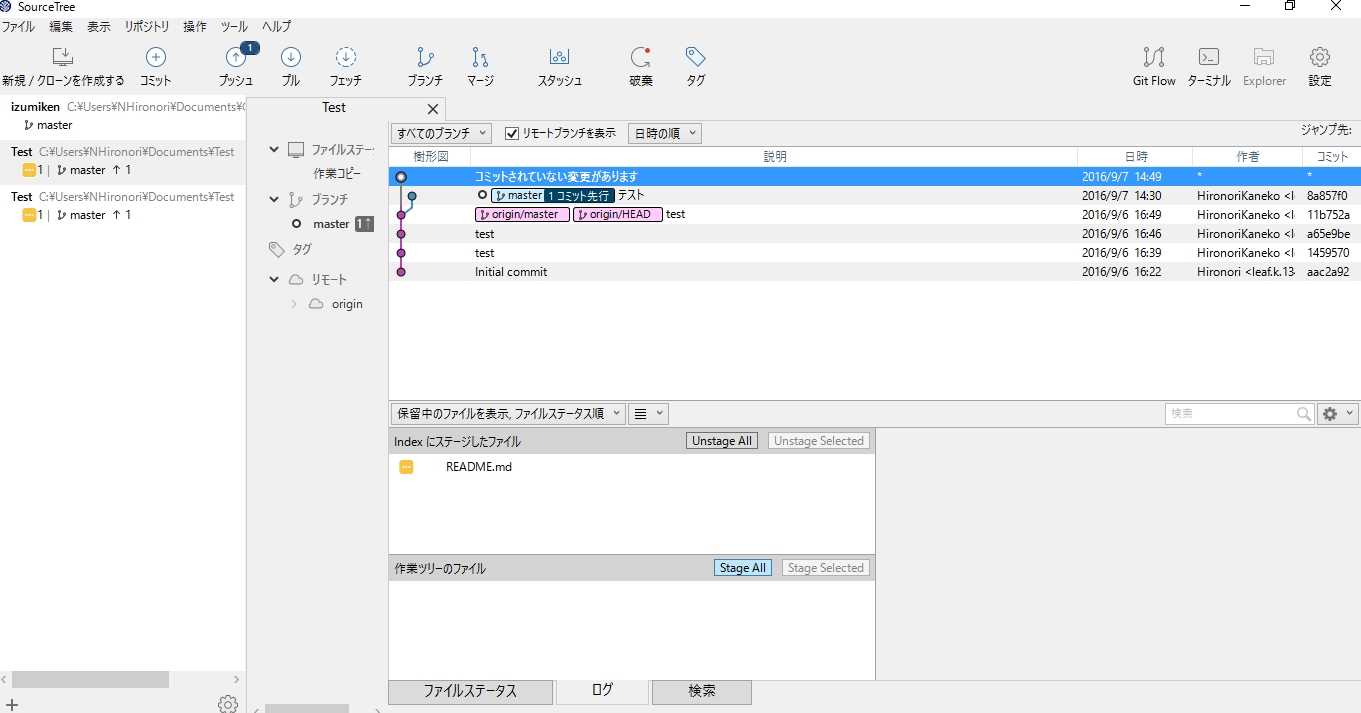 SourceTree
ファイル 編集 表示 リポジトリ 操作 ツール ヘルプ
1
新規 / クローンを作成する コミット プッシュ プル フェッチ ブランチ マージ スタッシュ 破棄 タグ Git Flow ターミナル Explorer 設定
izumiken C:¥Users¥NHironori¥Documents¥
master
Test C:¥Users¥NHironori¥Documents¥Test
1 | master ↑ 1
Test C:¥Users¥NHironori¥Documents¥Test
1 | master ↑ 1
Test
ファイルステー
作業コピー
ブランチ
master 1↑
タグ
リモート
origin
すべてのブランチ リモートブランチを表示 日時の順 ジャンプ先:
樹形図 説明 日時 作者 コミット
コミットされていない変更があります 2016/9/7 14:49 * *
master 1 コミット先行 テスト 2016/9/7 14:30 HironoriKaneko <l 8a857f0
origin/master origin/HEAD test 2016/9/6 16:49 HironoriKaneko <l 11b752a
test 2016/9/6 16:46 HironoriKaneko <l a65e9be
test 2016/9/6 16:39 HironoriKaneko <l 1459570
Initial commit 2016/9/6 16:22 Hironori <leaf.k.13 aac2a92
保留中のファイルを表示, ファイルステータス順 検索
Index にステージしたファイル Unstage All Unstage Selected
README.md
作業ツリーのファイル Stage All Stage Selected
ファイルステータス ログ 検索